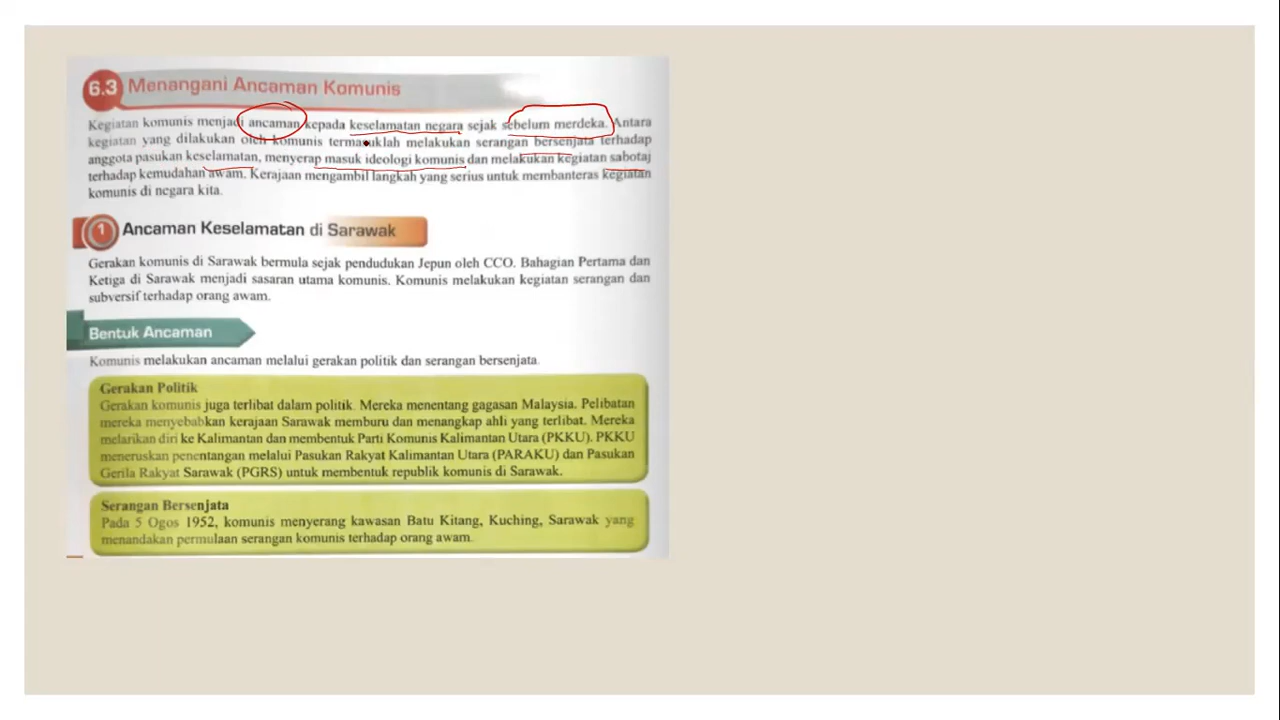 6.3 Menangani Ancaman Komunis
Kegiatan komunis menjadi ancaman kepada keselamatan negara sejak sebelum merdeka. Antara
kegiatan yang dilakukan oleh komunis termasuklah melakukan serangan bersenjata terhadap
anggota pasukan keselamatan, menyerap masuk ideologi komunis dan melakukan kegiatan sabotaj
terhadap kemudahan awam. Kerajaan mengambil langkah yang serius untuk membanteras kegiatan
komunis di negara kita.
1 Ancaman Keselamatan di Sarawak
Gerakan komunis di Sarawak bermula sejak pendudukan Jepun oleh CCO. Bahagian Pertama dan
Ketiga di Sarawak menjadi sasaran utama komunis. Komunis melakukan kegiatan serangan dan
subversif terhadap orang awam.
Bentuk Ancaman
Komunis melakukan ancaman melalui gerakan politik dan serangan bersenjata.
Gerakan Politik
Gerakan komunis juga terlibat dalam politik. Mereka menentang gagasan Malaysia. Pelibatan
mereka menyebabkan kerajaan Sarawak memburu dan menangkap ahli yang terlibat. Mereka
melarikan diri ke Kalimantan dan membentuk Parti Komunis Kalimantan Utara (PKKU). PKKU
meneruskan penentangan melalui Pasukan Rakyat Kalimantan Utara (PARAKU) dan Pasukan
Gerila Rakyat Sarawak (PGRS) untuk membentuk republik komunis di Sarawak.
Serangan Bersenjata
Pada 5 Ogos 1952, komunis menyerang kawasan Batu Kitang, Kuching, Sarawak yang
menandakan permulaan serangan komunis terhadap orang awam.